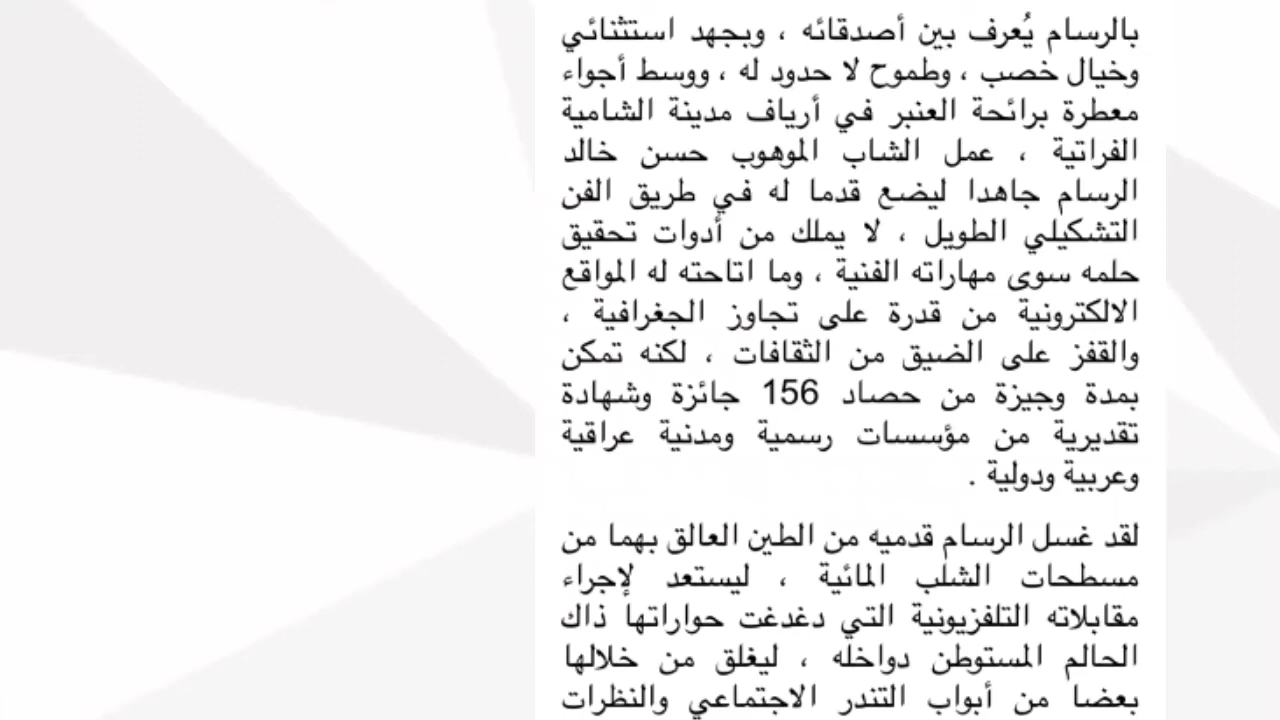 بالرسام يُعرف بين أصدقائه ، وبجهد استثنائي
وخيال خصب ، وطموح لا حدود له ، ووسط أجواء
معطرة برائحة العنبر في أرياف مدينة الشامية
الفراتية ، عمل الشاب الموهوب حسن خالد
الرسام جاهدا ليضع قدما له في طريق الفن
التشكيلي الطويل ، لا يملك من أدوات تحقيق
حلمه سوى مهاراته الفنية ، وما اتاحته له المواقع
الالكترونية من قدرة على تجاوز الجغرافية ،
والقفز على الضيق من الثقافات ، لكنه تمكن
بمدة وجيزة من حصاد 156 جائزة وشهادة
تقديرية من مؤسسات رسمية ومدنية عراقية
وعربية ودولية .
لقد غسل الرسام قدميه من الطين العالق بهما من
مسطحات الشلب المائية ، ليستعد لإجراء
مقابلاته التلفزيونية التي دغدغت حواراتها ذاك
الحالم المستوطن دواخله ، ليغلق من خلالها
بعضا من أبواب التندر الاجتماعي والنظرات